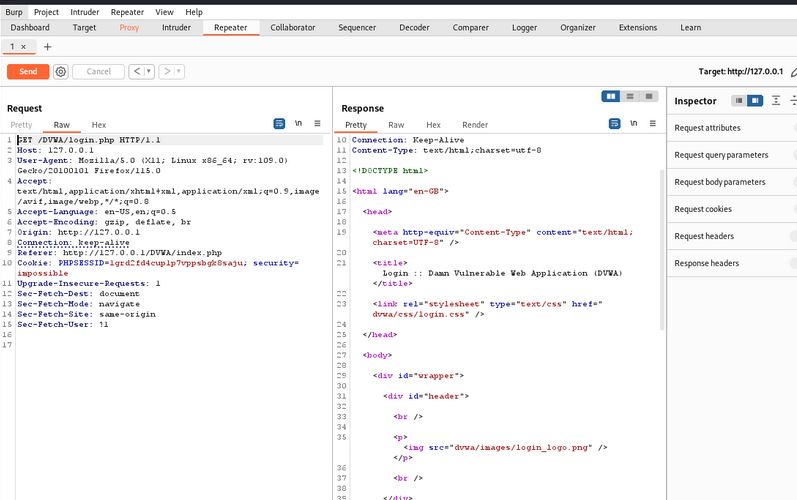 Burp Project Intruder Repeater View Help
Dashboard Target Proxy Intruder Repeater Collaborator Sequencer Decoder Comparer Logger Organizer Extensions Learn
1 × +
Send Cancel < > Target: http://127.0.0.1
Request
Pretty Raw Hex \n
1 GET /DVWA/login.php HTTP/1.1
2 Host: 127.0.0.1
3 User-Agent: Mozilla/5.0 (X11; Linux x86_64; rv:109.0)
Gecko/20100101 Firefox/115.0
4 Accept:
text/html,application/xhtml+xml,application/xml;q=0.9,image
/avif,image/webp,*/*;q=0.8
5 Accept-Language: en-US,en;q=0.5
6 Accept-Encoding: gzip, deflate, br
7 Origin: http://127.0.0.1
8 Connection: keep-alive
9 Referer: http://127.0.0.1/DVWA/index.php
10 Cookie: PHPSESSID=lgrd2fd4cuplp7vppsbgk8saju; security=
impossible
11 Upgrade-Insecure-Requests: 1
12 Sec-Fetch-Dest: document
13 Sec-Fetch-Mode: navigate
14 Sec-Fetch-Site: same-origin
15 Sec-Fetch-User: ?1
16
17
Response
Pretty Raw Hex Render \n
10 Connection: Keep-Alive
11 Content-Type: text/html;charset=utf-8
12
13 <!DOCTYPE html>
14
15 <html lang="en-GB">
16
17 <head>
18
19 <meta http-equiv="Content-Type" content="text/html;
charset=UTF-8" />
20
21 <title>
Login :: Damn Vulnerable Web Application (DVWA)
</title>
22
23 <link rel="stylesheet" type="text/css" href="
dvwa/css/login.css" />
24
25 </head>
26
27 <body>
28
29 <div id="wrapper">
30
31 <div id="header">
32
33 <br />
34
35 <p>
<img src="dvwa/images/login_logo.png" />
</p>
36
37 <br />
38
39 </div>
Inspector
Request attributes
Request query parameters
Request body parameters
Request cookies
Request headers
Response headers